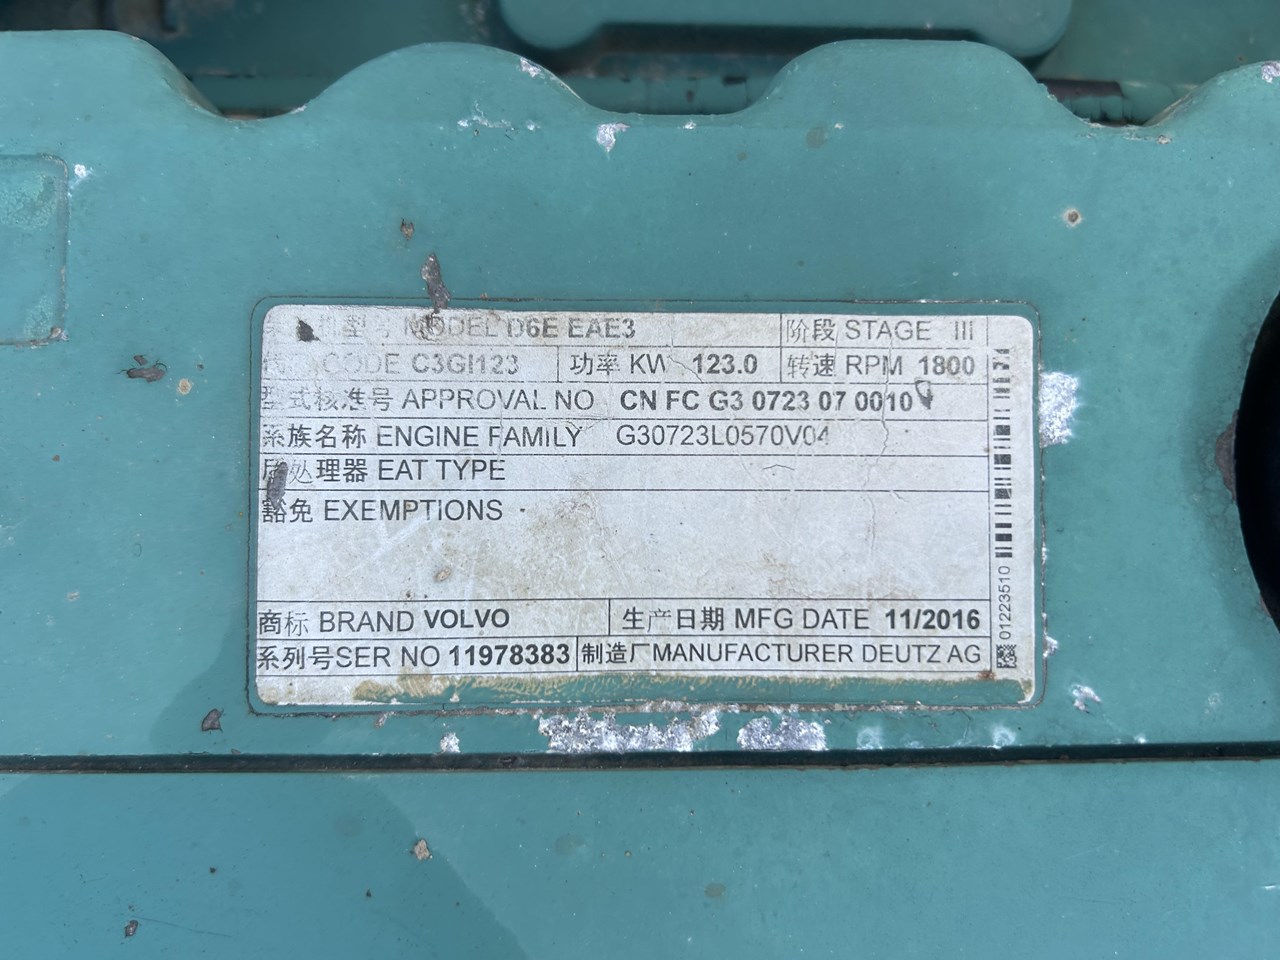 机型号 MODEL D6E EAE3 阶段 STAGE III
CODE C3GI123 功率 KW 123.0 转速 RPM 1800
型式核准号 APPROVAL NO CN FC G3 0723 07 0010
系族名称 ENGINE FAMILY G30723L0570V04
后处理器 EAT TYPE
豁免 EXEMPTIONS
商标 BRAND VOLVO 生产日期 MFG DATE 11/2016
系列号SER NO 11978383 制造厂MANUFACTURER DEUTZ AG
01223510